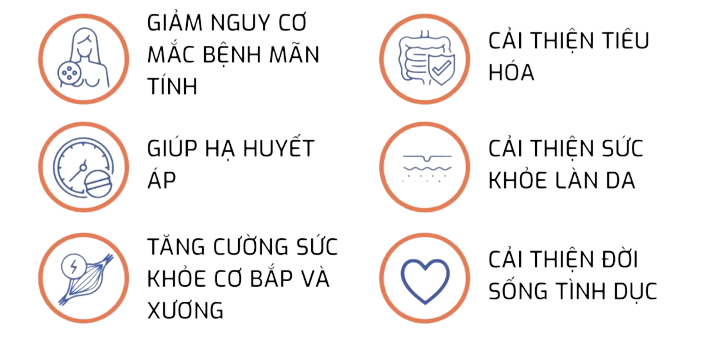 GIẢM NGUY CƠ
MẮC BỆNH MÃN
TÍNH
CẢI THIỆN TIÊU
HÓA
GIÚP HẠ HUYẾT
ÁP
CẢI THIỆN SỨC
KHỎE LÀN DA
TĂNG CƯỜNG SỨC
KHỎE CƠ BẮP VÀ
XƯƠNG
CẢI THIỆN ĐỜI
SỐNG TÌNH DỤC